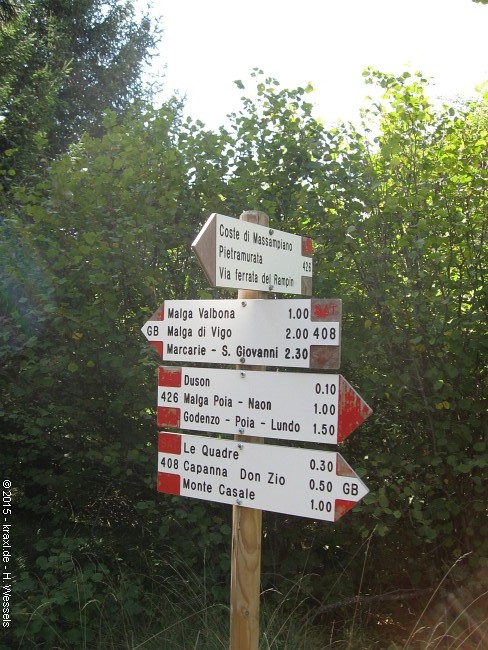 Coste di Massampiano
Pietramurata
Via ferrata del Rampin
426
Malga Valbona 1.00
GB Malga di Vigo 2.00 408
Marcarie - S. Giovanni 2.30
Duson 0.10
426 Malga Poia - Naon 1.00
Godenzo - Poia - Lundo 1.50
Le Quadre 0.30
408 Capanna Don Zio 0.50 GB
Monte Casale 1.00
© 2015 - kraxl.de - H. Wessels